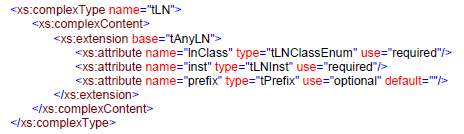 <xs:complexType name="tLN">
<xs:complexContent>
<xs:extension base="tAnyLN">
<xs:attribute name="lnClass" type="tLNClassEnum" use="required"/>
<xs:attribute name="inst" type="tLNInst" use="required"/>
<xs:attribute name="prefix" type="tPrefix" use="optional" default=""/>
</xs:extension>
</xs:complexContent>
</xs:complexType>